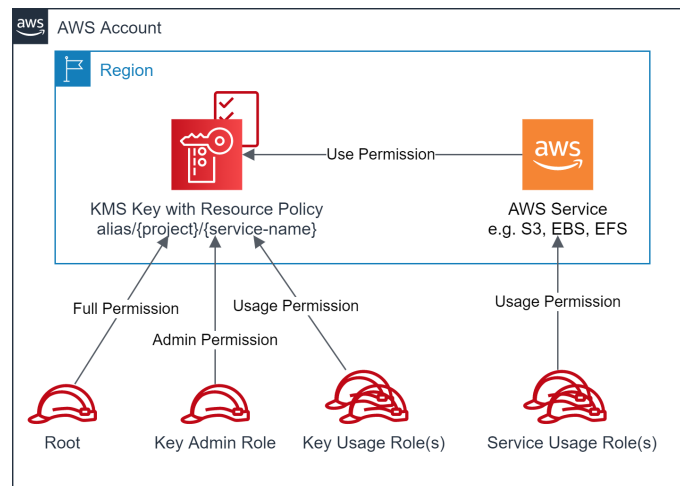 aws
AWS Account
Region
aws
Use Permission
KMS Key with Resource Policy
alias/{project}/{service-name}
AWS Service
e.g. S3, EBS, EFS
Full Permission
Usage Permission
Usage Permission
Admin Permission
Root
Key Admin Role
Key Usage Role(s)
Service Usage Role(s)